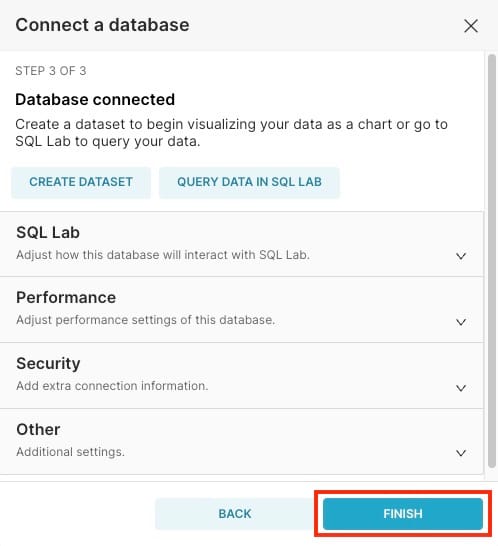 Connect a database
STEP 3 OF 3
Database connected
Create a dataset to begin visualizing your data as a chart or go to
SQL Lab to query your data.
CREATE DATASET
QUERY DATA IN SQL LAB
SQL Lab
Adjust how this database will interact with SQL Lab.
Performance
Adjust performance settings of this database.
Security
Add extra connection information.
Other
Additional settings.
BACK
FINISH